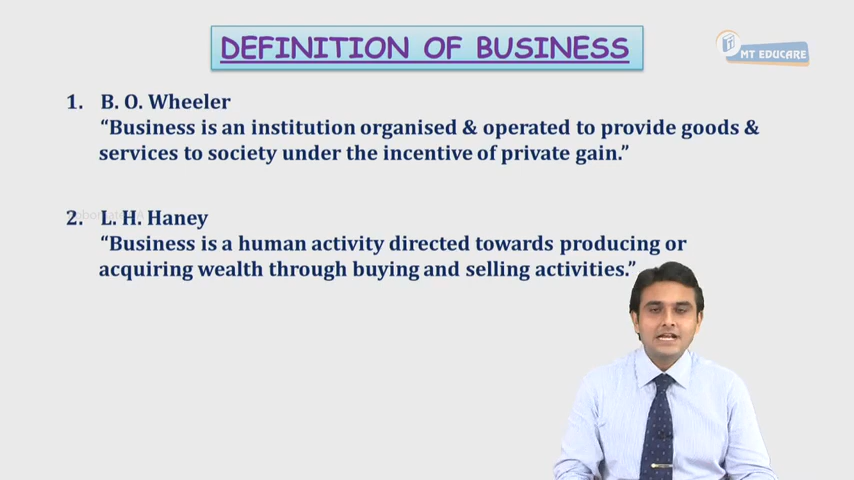 DEFINITION OF BUSINESS
MT EDUCARE
1. B. O. Wheeler
“Business is an institution organised & operated to provide goods &
services to society under the incentive of private gain.”
2. L. H. Haney
“Business is a human activity directed towards producing or
acquiring wealth through buying and selling activities.”